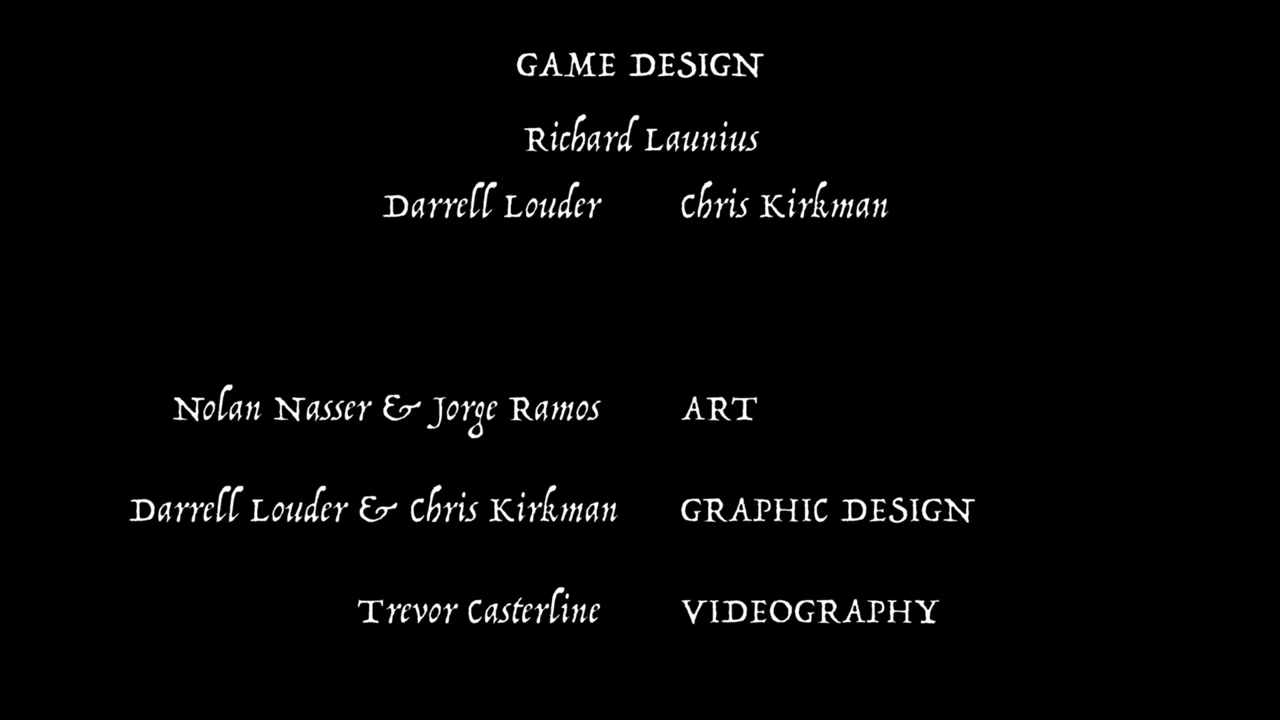 GAME DESIGN
Richard Launius
Darrell Louder Chris Kirkman
Nolan Nasser & Jorge Ramos ART
Darrell Louder & Chris Kirkman GRAPHIC DESIGN
Trevor Casterline VIDEOGRAPHY